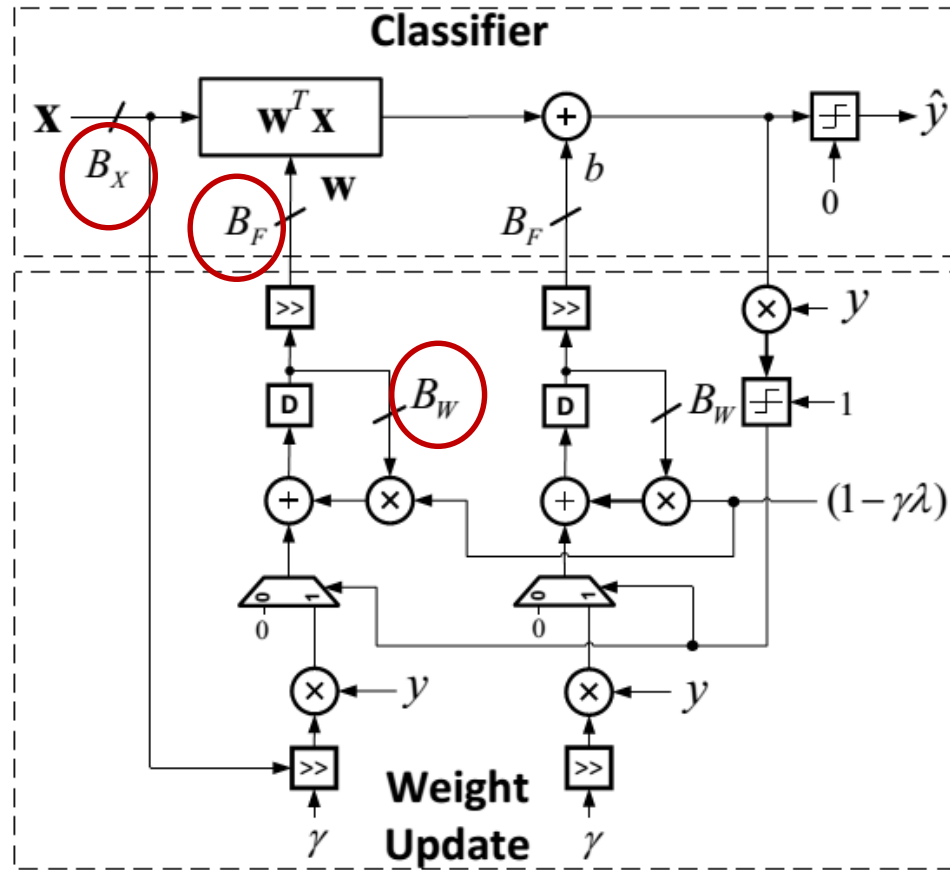 Classifier
x
w^T x
+
ŷ
B_X
w
b
0
B_F
B_F
>>
>>
×
y
D
B_W
D
B_W
1
+
×
+
×
(1−γλ)
0 1
0 1
0
0
×
y
×
y
>>
>>
Weight
Update
γ
γ